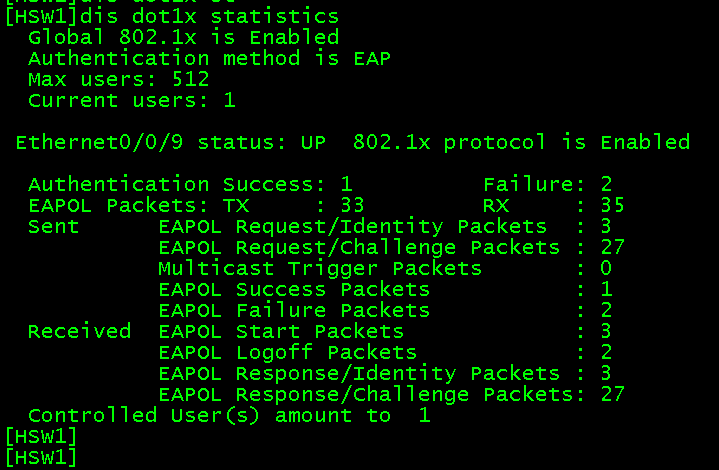 [HSW1]dis dot1x statistics
Global 802.1x is Enabled
Authentication method is EAP
Max users: 512
Current users: 1
Ethernet0/0/9 status: UP  802.1x protocol is Enabled
Authentication Success: 1            Failure: 2
EAPOL Packets: TX     : 33         RX     : 35
Sent      EAPOL Request/Identity Packets  : 3
EAPOL Request/Challenge Packets : 27
Multicast Trigger Packets       : 0
EAPOL Success Packets           : 1
EAPOL Failure Packets           : 2
Received  EAPOL Start Packets             : 3
EAPOL Logoff Packets            : 2
EAPOL Response/Identity Packets : 3
EAPOL Response/Challenge Packets: 27
Controlled User(s) amount to  1
[HSW1]
[HSW1]